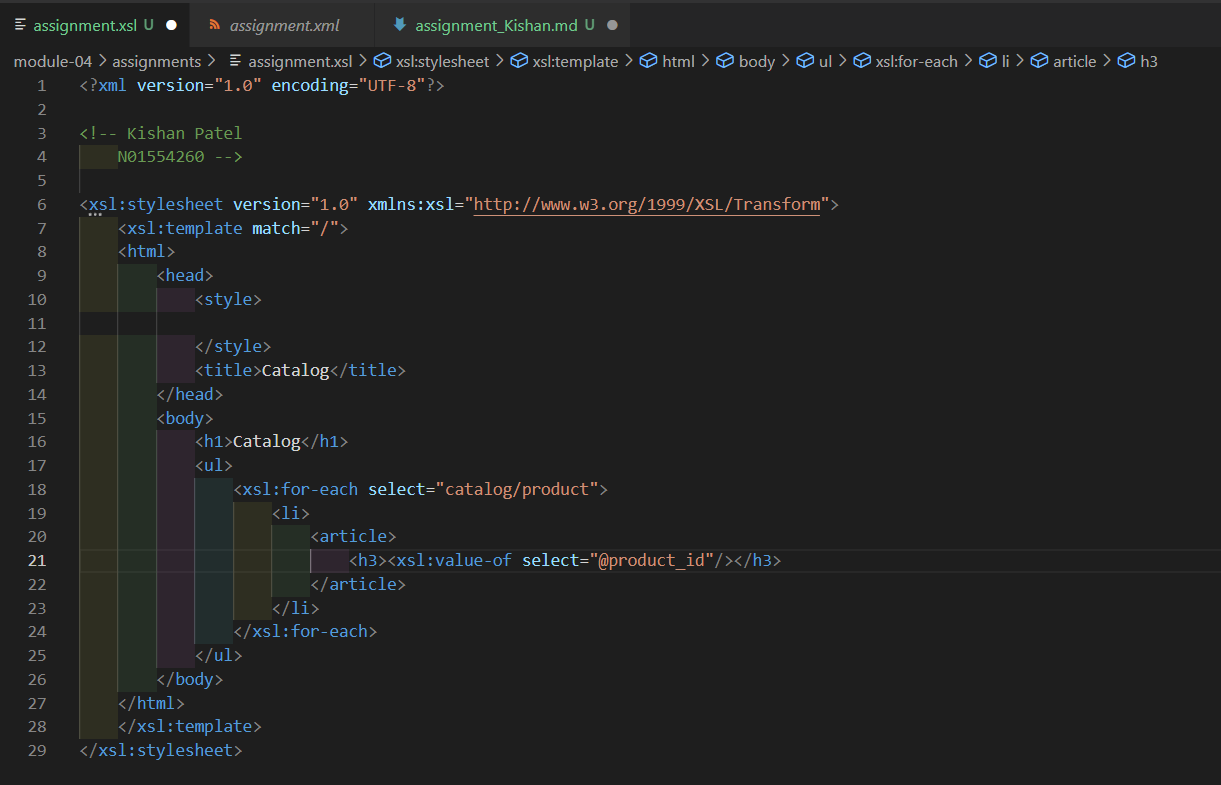 assignment.xsl U assignment.xml assignment_Kishan.md U
module-04 > assignments > assignment.xsl > xsl:stylesheet > xsl:template > html > body > ul > xsl:for-each > li > article > h3
1 <?xml version="1.0" encoding="UTF-8"?>
2
3 <!-- Kishan Patel
4     N01554260 -->
5
6 <xsl:stylesheet version="1.0" xmlns:xsl="http://www.w3.org/1999/XSL/Transform">
7     <xsl:template match="/">
8     <html>
9         <head>
10             <style>
11
12             </style>
13             <title>Catalog</title>
14         </head>
15         <body>
16             <h1>Catalog</h1>
17             <ul>
18                 <xsl:for-each select="catalog/product">
19                     <li>
20                         <article>
21                             <h3><xsl:value-of select="@product_id"/></h3>
22                         </article>
23                     </li>
24                 </xsl:for-each>
25             </ul>
26         </body>
27     </html>
28     </xsl:template>
29 </xsl:stylesheet>